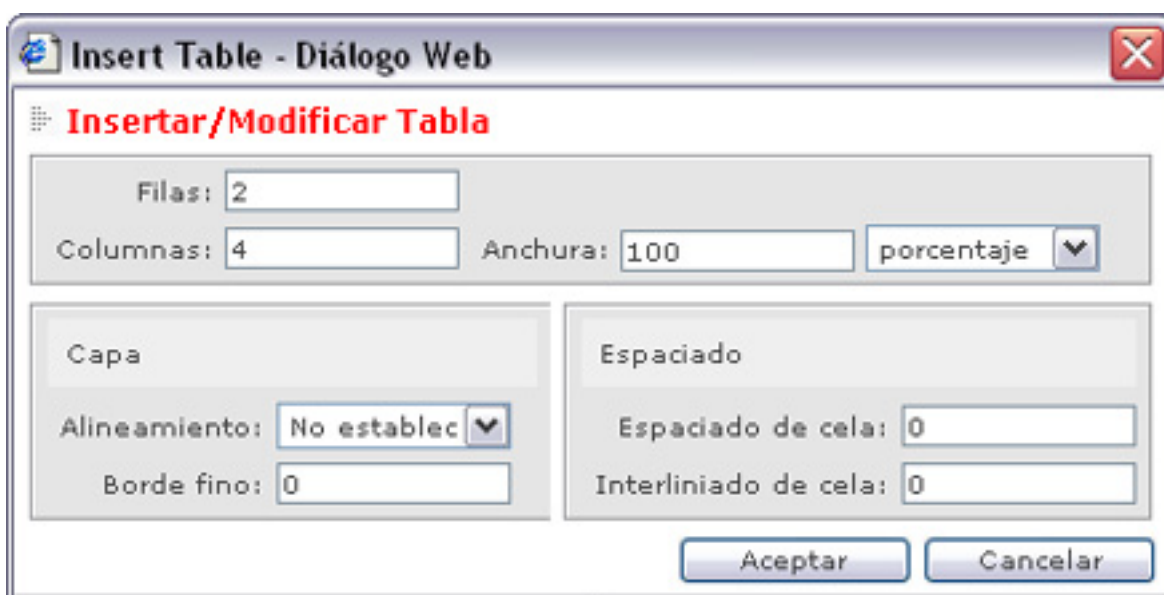 Insert Table - Diálogo Web
Insertar/Modificar Tabla
Filas: 2
Columnas: 4 Anchura: 100 porcentaje
Capa
Alineamiento: No establec
Borde fino: 0
Espaciado
Espaciado de cela: 0
Interliniado de cela: 0
Aceptar Cancelar